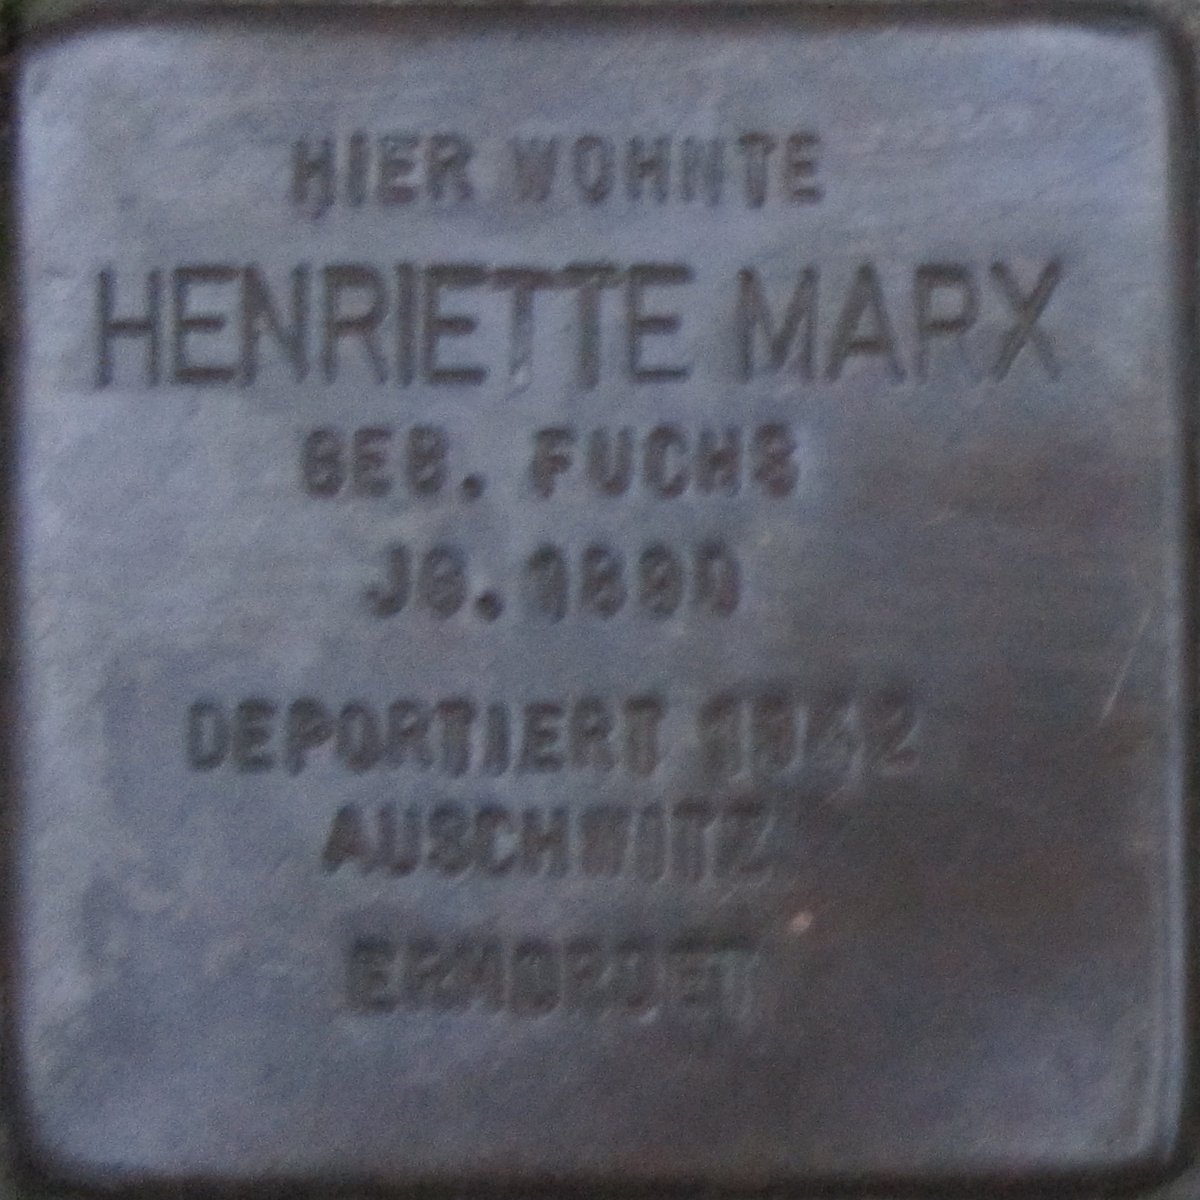 HIER WOHNTE
HENRIETTE MARX
GEB. FUCHS
JG. 1890
DEPORTIERT 1942
AUSCHWITZ
ERMORDET